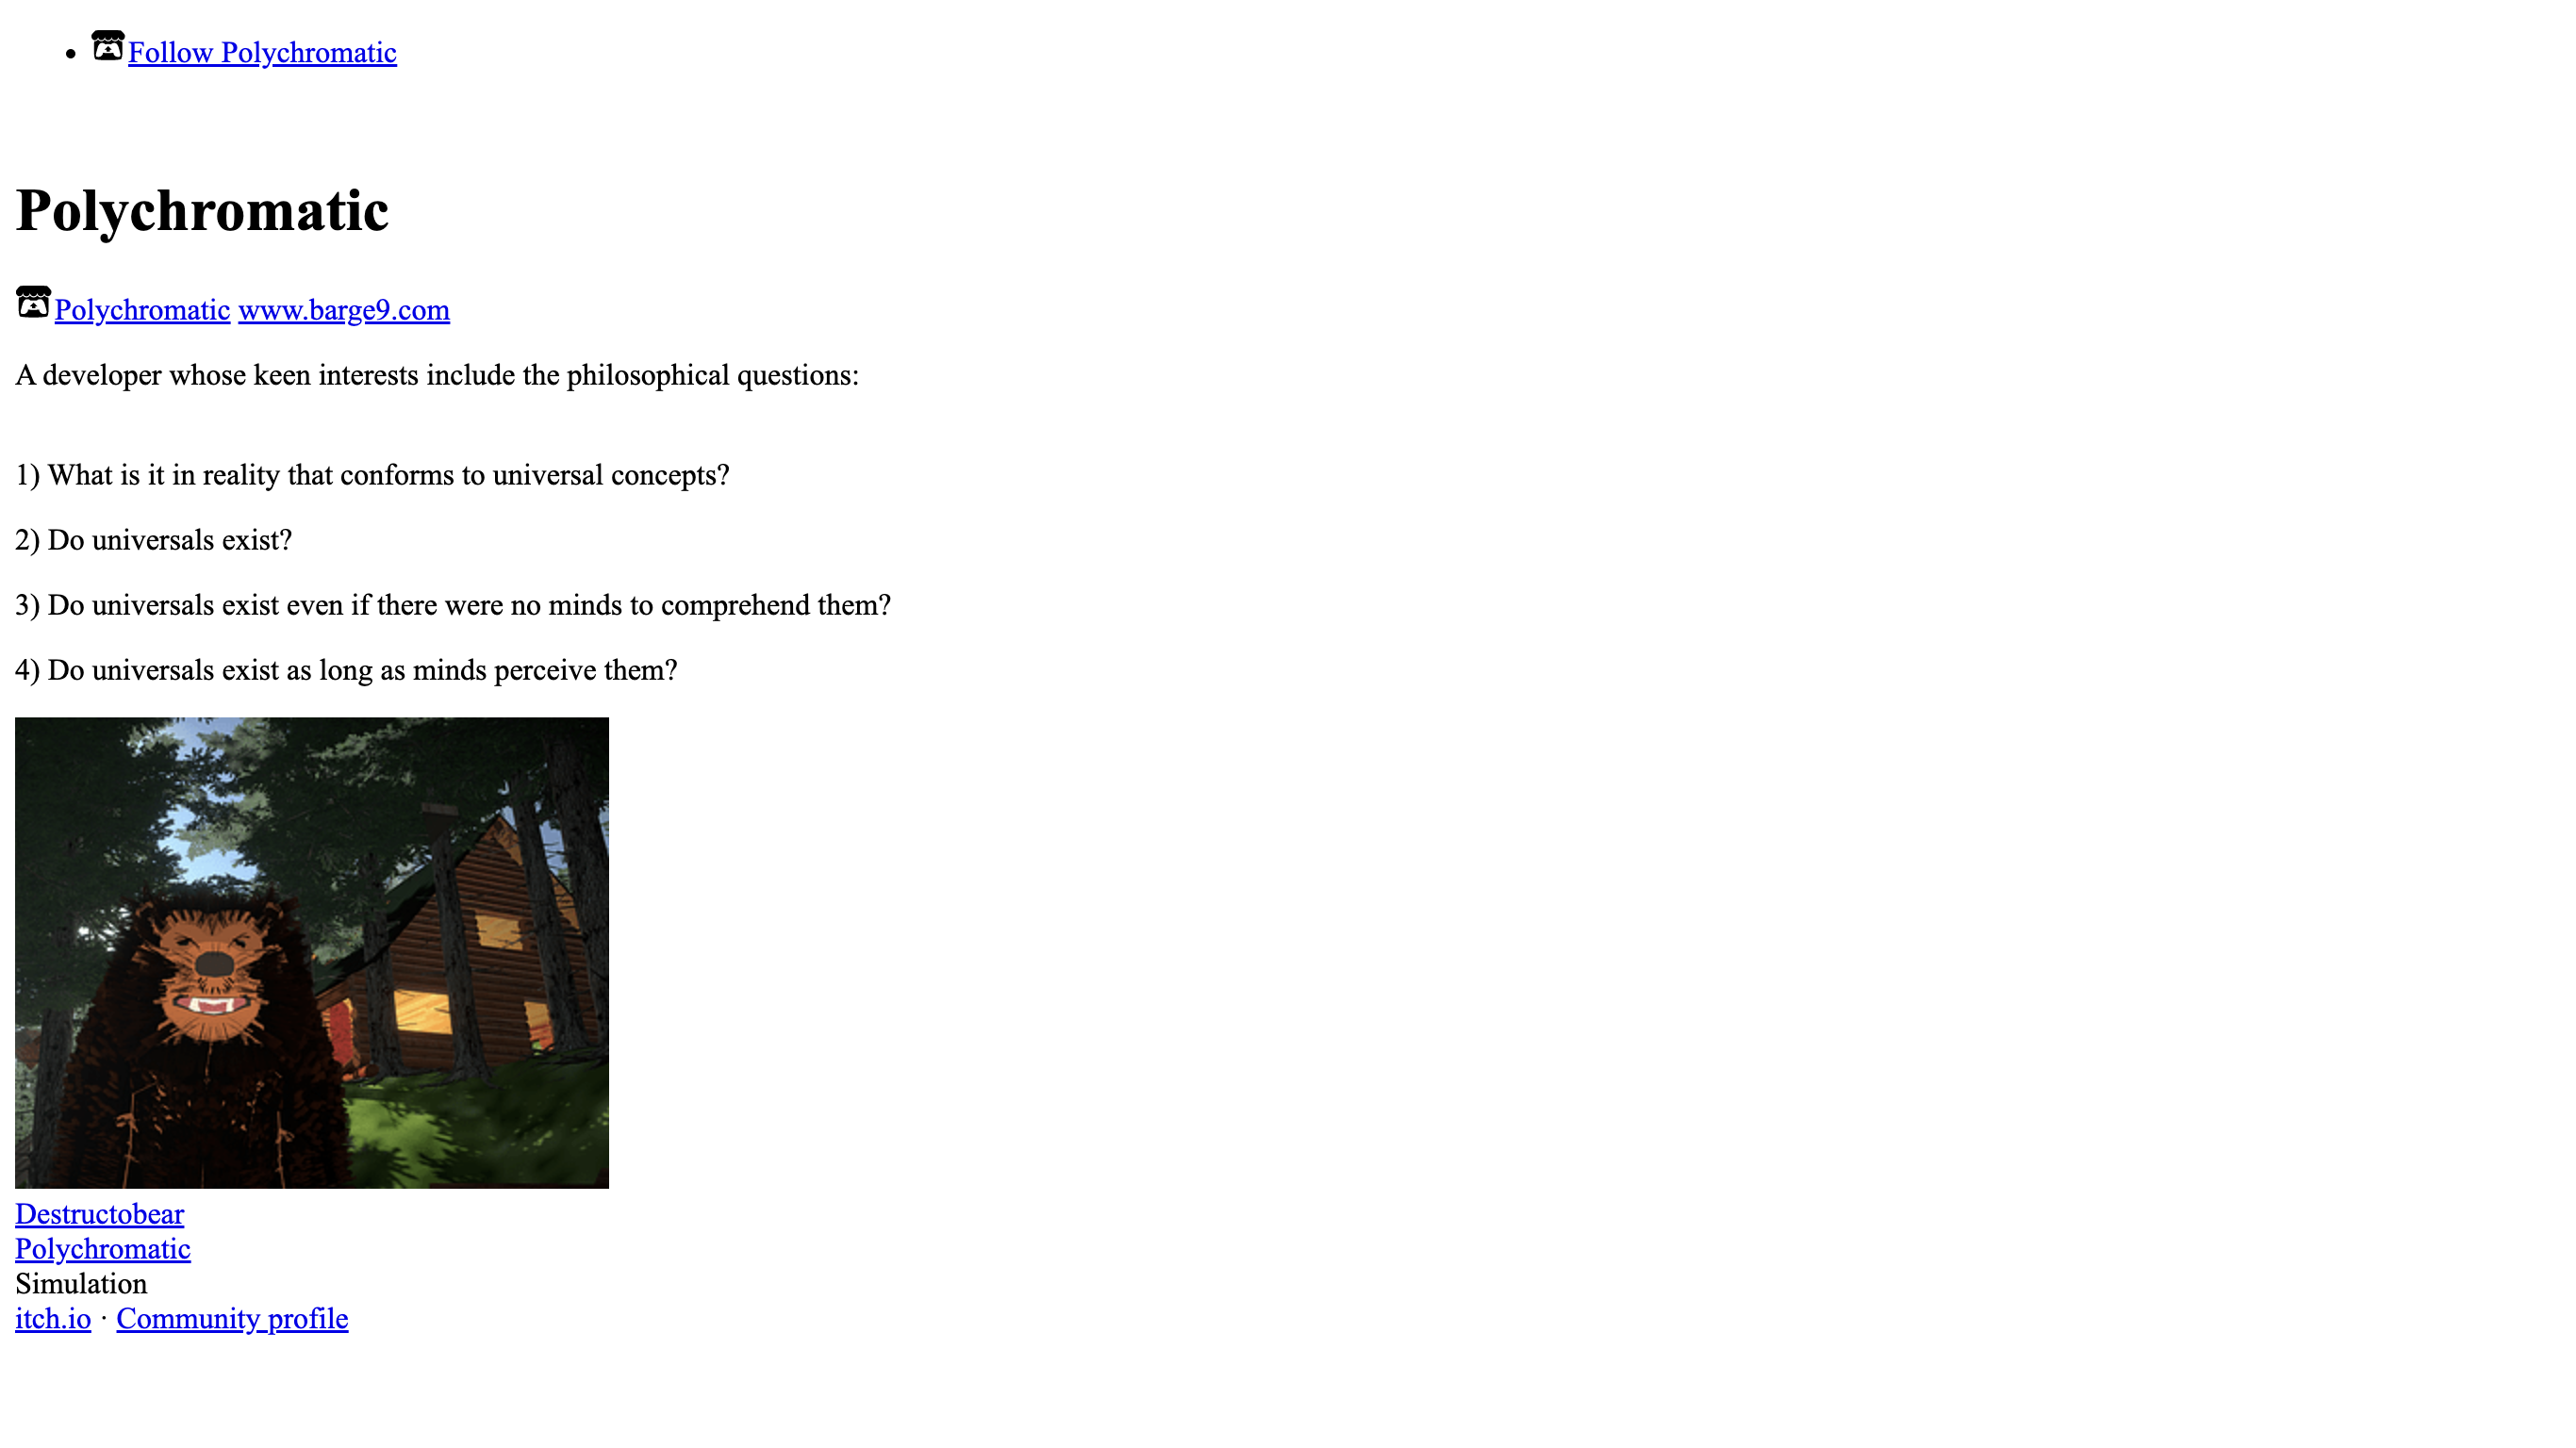 Follow Polychromatic
Polychromatic
Polychromatic www.barge9.com
A developer whose keen interests include the philosophical questions:
1) What is it in reality that conforms to universal concepts?
2) Do universals exist?
3) Do universals exist even if there were no minds to comprehend them?
4) Do universals exist as long as minds perceive them?
Destructobear
Polychromatic
Simulation
itch.io · Community profile